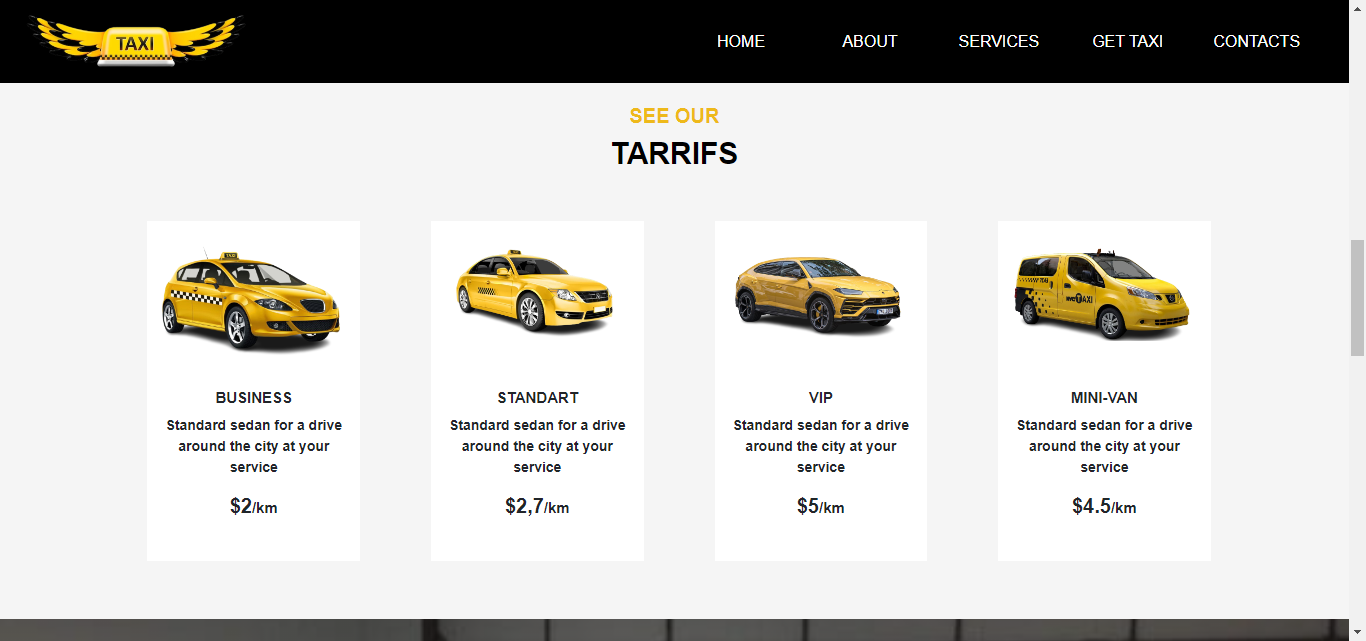 TAXI
HOME ABOUT SERVICES GET TAXI CONTACTS
SEE OUR
TARRIFS
TAXI
BUSINESS
Standard sedan for a drive
around the city at your
service
$2/km
STANDART
Standard sedan for a drive
around the city at your
service
$2,7/km
VIP
Standard sedan for a drive
around the city at your
service
$5/km
TAXI
MINI-VAN
Standard sedan for a drive
around the city at your
service
$4.5/km